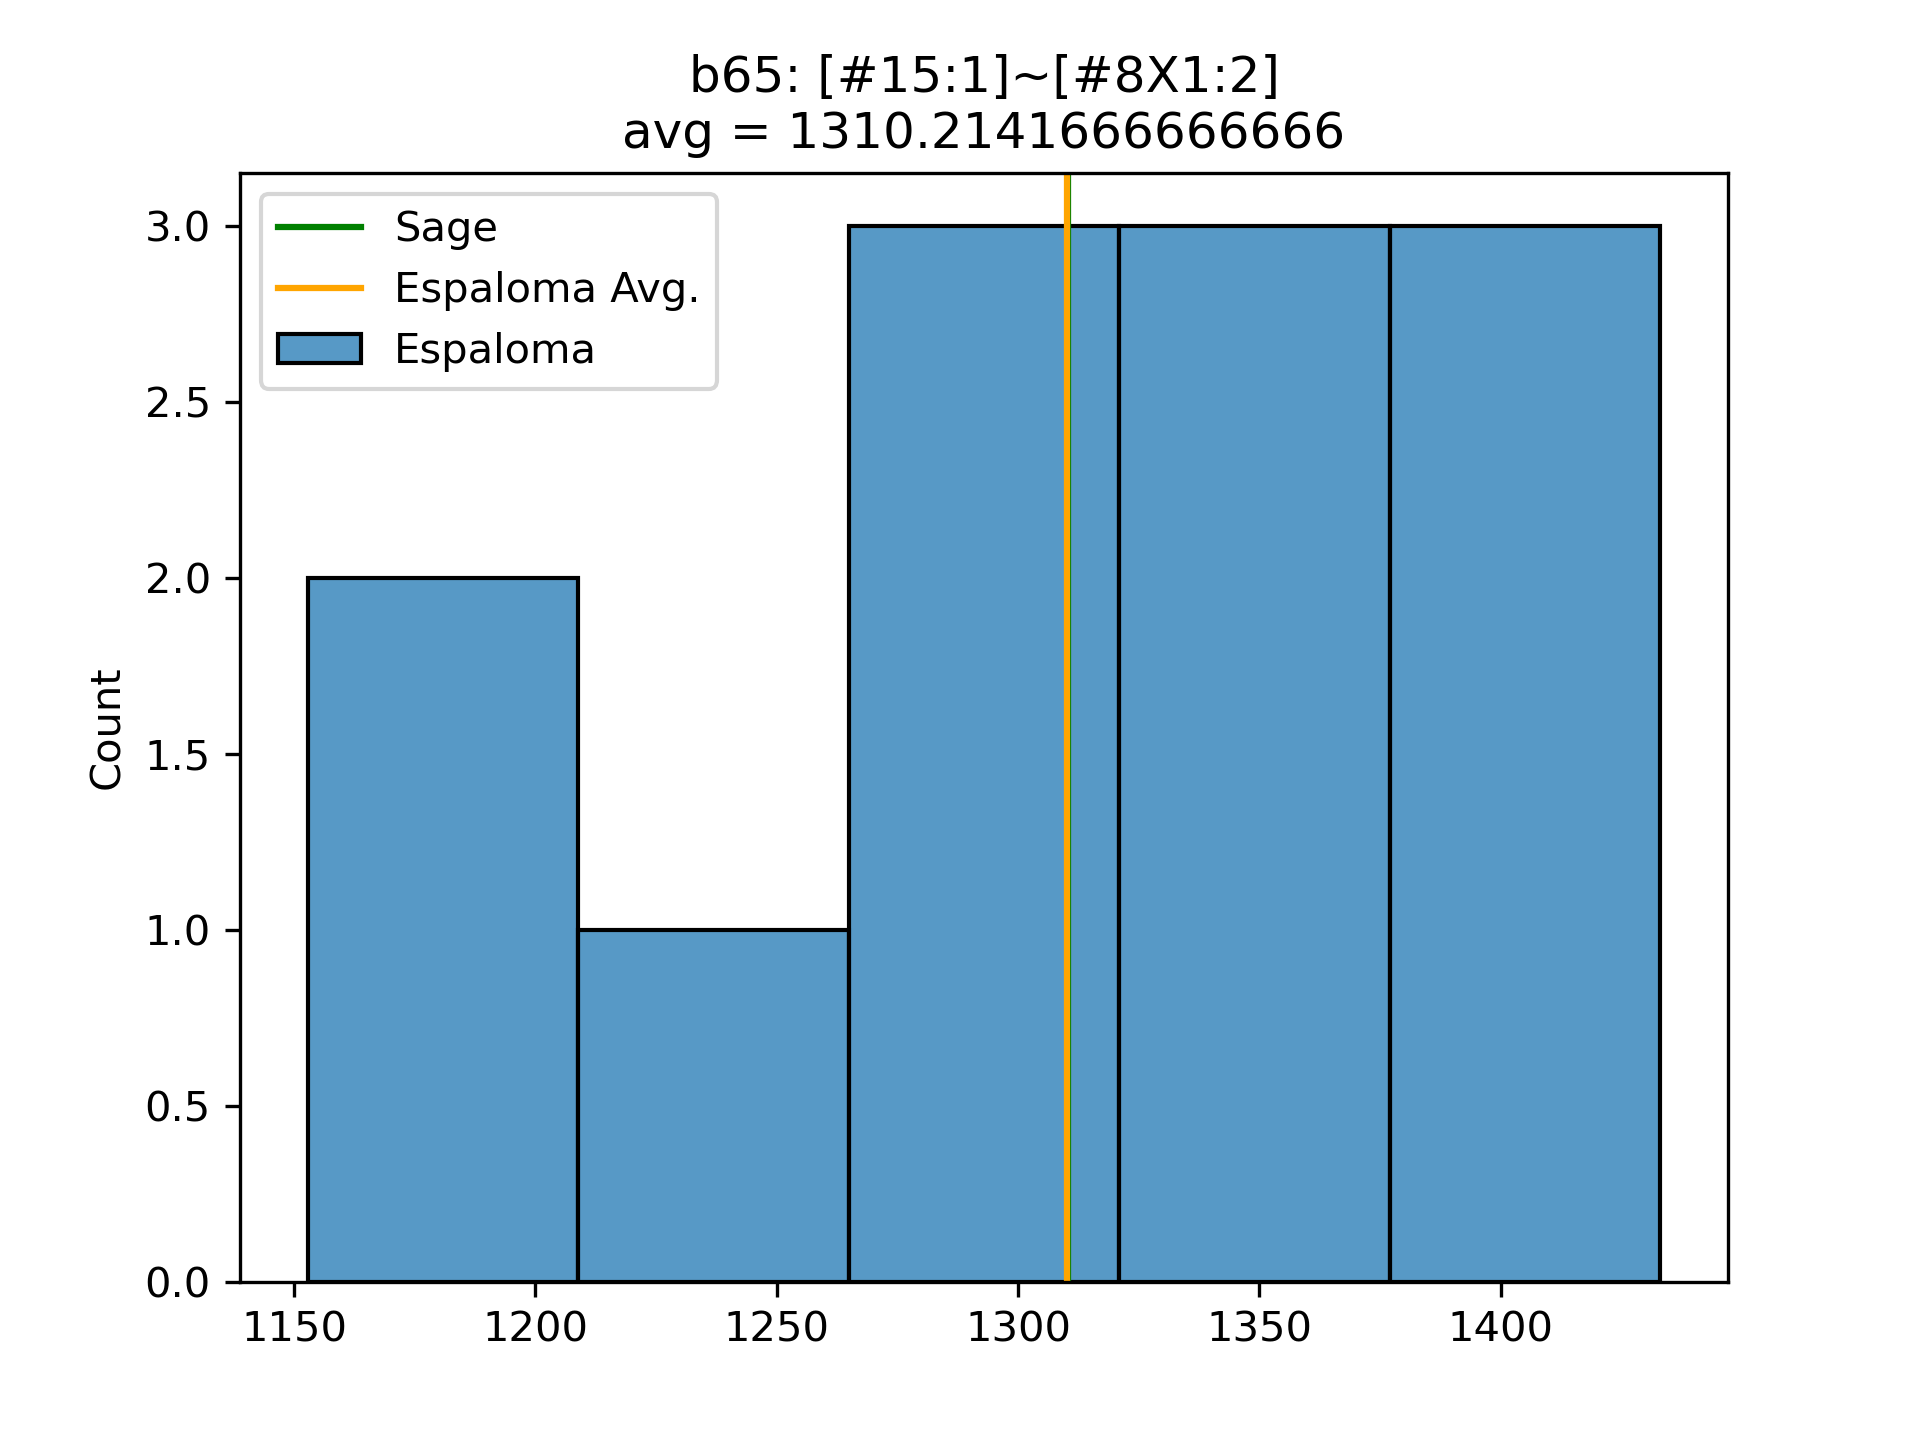 b65: [#15:1]~[#8X1:2]
avg = 1310.2141666666666
Sage
Espaloma Avg.
Espaloma
3.0
2.5
2.0
1.5
1.0
0.5
0.0
Count
1150 1200 1250 1300 1350 1400